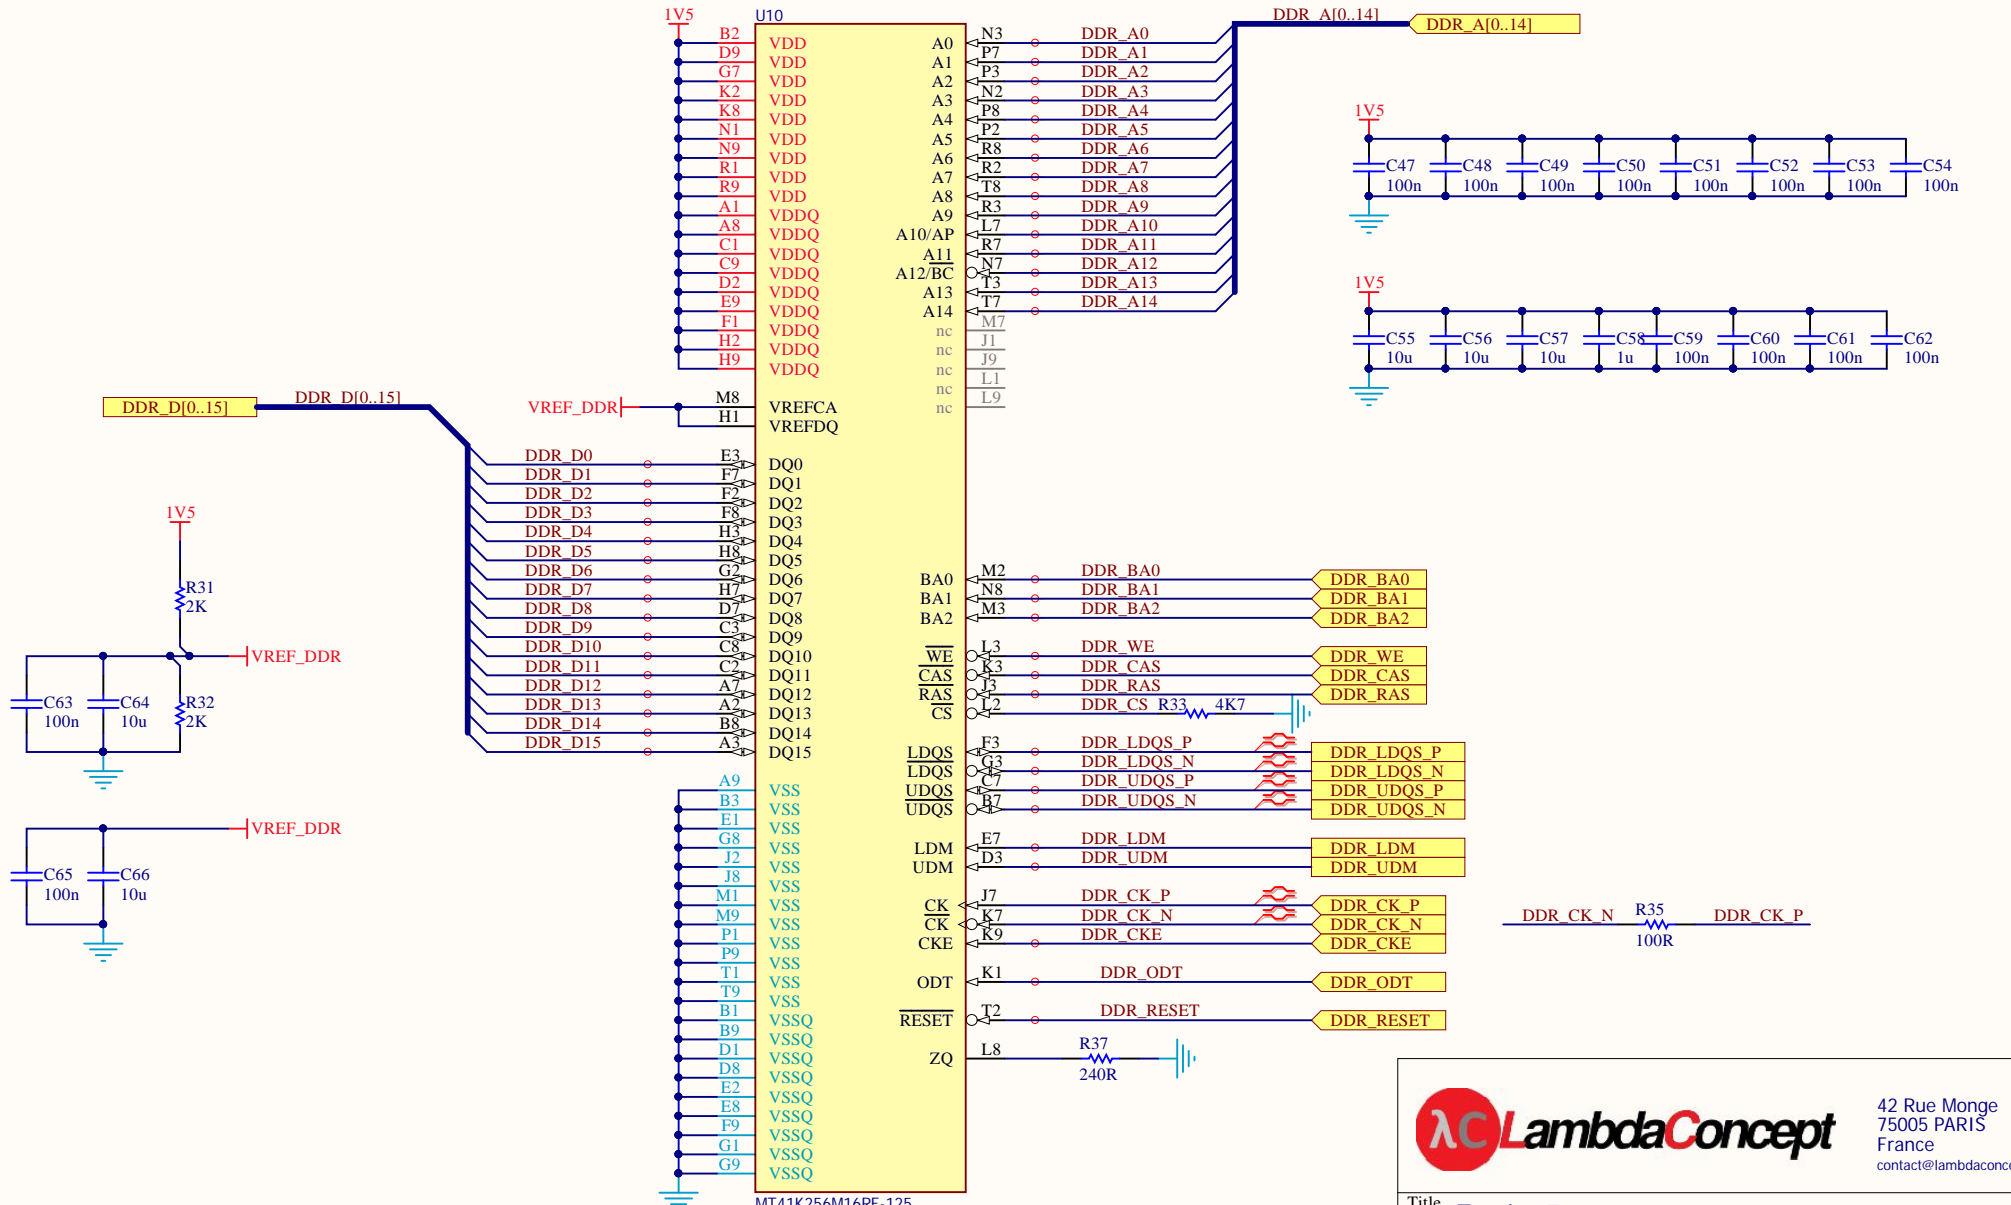 1V5
U10
DDR_A[0..14]
DDR_A[0..14]
B2 VDD
D9 VDD
G7 VDD
K2 VDD
K8 VDD
N1 VDD
N9 VDD
R1 VDD
R9 VDD
A1 VDDQ
A8 VDDQ
C1 VDDQ
C9 VDDQ
D2 VDDQ
E9 VDDQ
F1 VDDQ
H2 VDDQ
H9 VDDQ
A0 N3 DDR_A0
A1 P7 DDR_A1
A2 P3 DDR_A2
A3 N2 DDR_A3
A4 P8 DDR_A4
A5 P2 DDR_A5
A6 R8 DDR_A6
A7 R2 DDR_A7
A8 T8 DDR_A8
A9 R3 DDR_A9
A10/AP L7 DDR_A10
A11 R7 DDR_A11
A12/BC N7 DDR_A12
A13 T3 DDR_A13
A14 T7 DDR_A14
nc M7
nc J1
nc J9
nc L1
nc L9
1V5
C47 C48 C49 C50 C51 C52 C53 C54
100n 100n 100n 100n 100n 100n 100n 100n
1V5
C55 C56 C57 C58 C59 C60 C61 C62
10u 10u 10u 1u 100n 100n 100n 100n
DDR_D[0..15]
DDR_D[0..15]
VREF_DDR
M8 VREFCA
H1 VREFDQ
DDR_D0 E3 DQ0
DDR_D1 F7 DQ1
DDR_D2 F2 DQ2
DDR_D3 F8 DQ3
DDR_D4 H3 DQ4
DDR_D5 H8 DQ5
DDR_D6 G2 DQ6
DDR_D7 H7 DQ7
DDR_D8 D7 DQ8
DDR_D9 C3 DQ9
DDR_D10 C8 DQ10
DDR_D11 C2 DQ11
DDR_D12 A7 DQ12
DDR_D13 A2 DQ13
DDR_D14 B8 DQ14
DDR_D15 A3 DQ15
1V5
R31
2K
VREF_DDR
C63 C64 R32
100n 10u 2K
VREF_DDR
C65 C66
100n 10u
A9 VSS
B3 VSS
E1 VSS
G8 VSS
J2 VSS
J8 VSS
M1 VSS
M9 VSS
P1 VSS
P9 VSS
T1 VSS
T9 VSS
B1 VSSQ
B9 VSSQ
D1 VSSQ
D8 VSSQ
E2 VSSQ
E8 VSSQ
F9 VSSQ
G1 VSSQ
G9 VSSQ
BA0 M2 DDR_BA0 DDR_BA0
BA1 N8 DDR_BA1 DDR_BA1
BA2 M3 DDR_BA2 DDR_BA2
WE L3 DDR_WE DDR_WE
CAS K3 DDR_CAS DDR_CAS
RAS J3 DDR_RAS DDR_RAS
CS L2 DDR_CS R33 4K7
LDQS F3 DDR_LDQS_P DDR_LDQS_P
LDQS G3 DDR_LDQS_N DDR_LDQS_N
UDQS C7 DDR_UDQS_P DDR_UDQS_P
UDQS B7 DDR_UDQS_N DDR_UDQS_N
LDM E7 DDR_LDM DDR_LDM
UDM D3 DDR_UDM DDR_UDM
CK J7 DDR_CK_P DDR_CK_P
CK K7 DDR_CK_N DDR_CK_N
CKE K9 DDR_CKE DDR_CKE
ODT K1 DDR_ODT DDR_ODT
RESET T2 DDR_RESET DDR_RESET
ZQ L8 R37
240R
DDR_CK_N R35 DDR_CK_P
100R
λC LambdaConcept
42 Rue Monge
75005 PARIS
France
contact@lambdaconce
Title